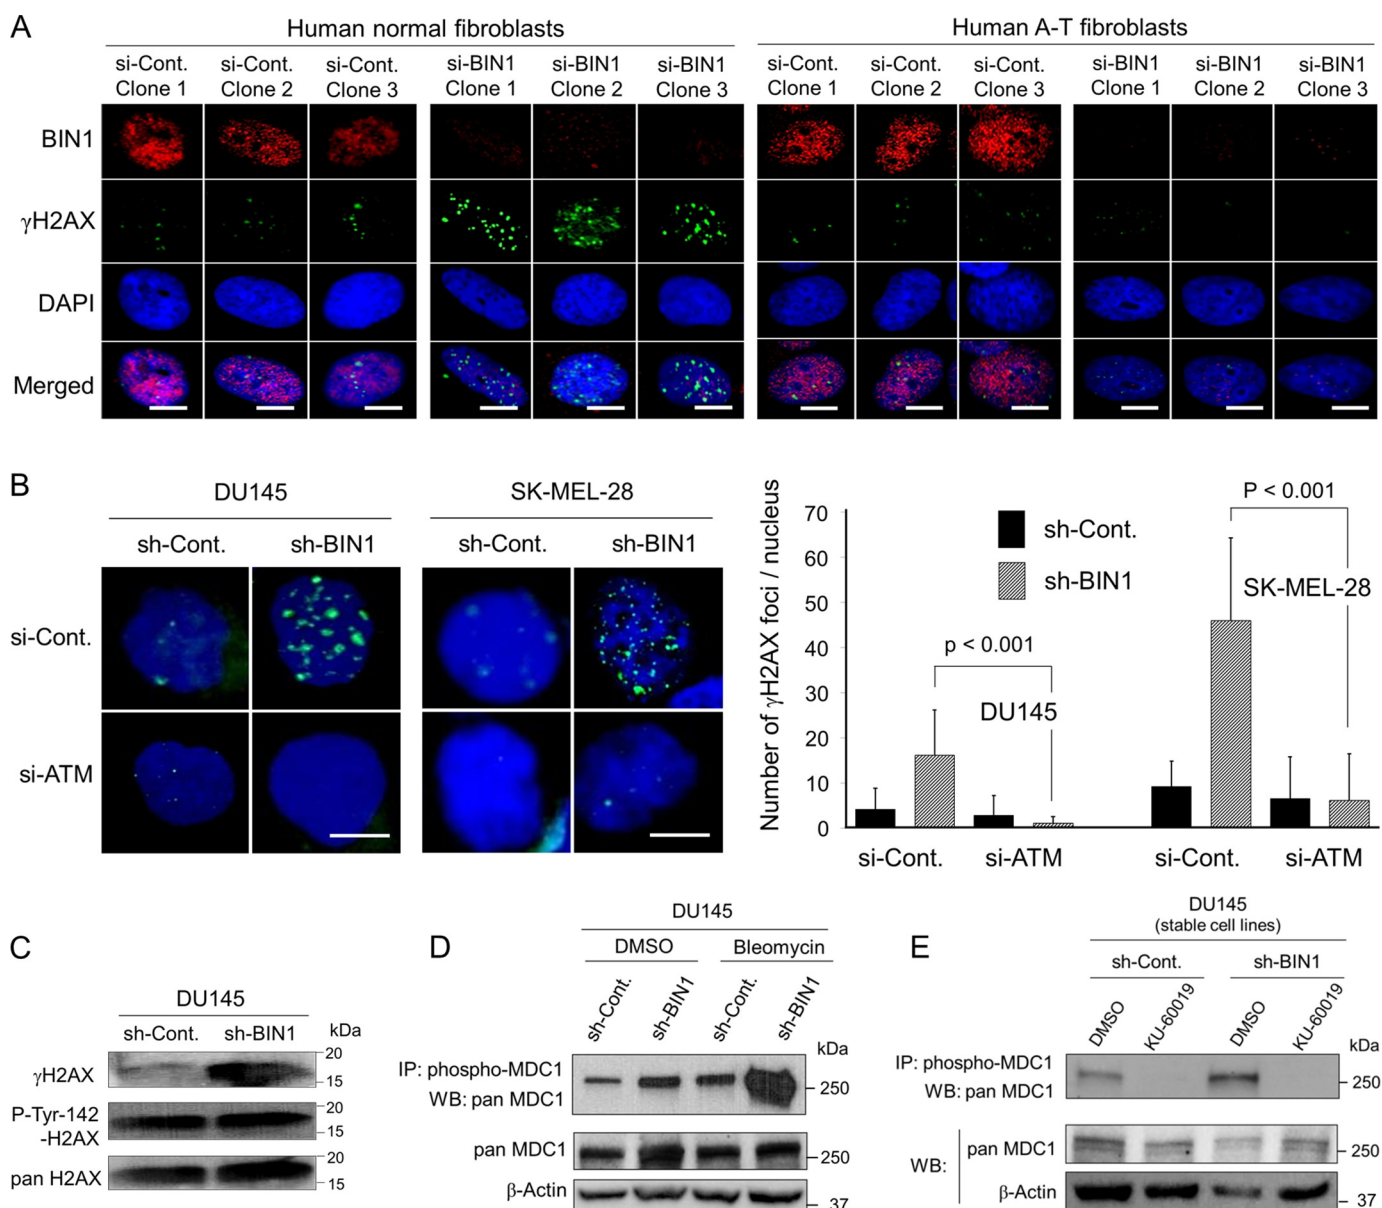 A
Human normal fibroblasts
Human A-T fibroblasts
si-Cont. si-Cont. si-Cont. si-BIN1 si-BIN1 si-BIN1 si-Cont. si-Cont. si-Cont. si-BIN1 si-BIN1 si-BIN1
Clone 1 Clone 2 Clone 3 Clone 1 Clone 2 Clone 3 Clone 1 Clone 2 Clone 3 Clone 1 Clone 2 Clone 3
BIN1
γH2AX
DAPI
Merged
B
DU145
SK-MEL-28
sh-Cont. sh-BIN1 sh-Cont. sh-BIN1
si-Cont.
si-ATM
Number of γH2AX foci / nucleus
70
60
50
40
30
20
10
0
sh-Cont.
sh-BIN1
P < 0.001
SK-MEL-28
p < 0.001
DU145
si-Cont. si-ATM si-Cont. si-ATM
C
DU145
sh-Cont. sh-BIN1
kDa
γH2AX
20
15
P-Tyr-142
-H2AX
20
15
pan H2AX
20
15
D
DU145
DMSO Bleomycin
sh-Cont. sh-BIN1 sh-Cont. sh-BIN1
kDa
IP: phospho-MDC1
WB: pan MDC1
250
pan MDC1
250
β-Actin
37
E
DU145
(stable cell lines)
sh-Cont. sh-BIN1
DMSO KU-60019 DMSO KU-60019
kDa
IP: phospho-MDC1
WB: pan MDC1
250
WB:
pan MDC1
250
β-Actin
37